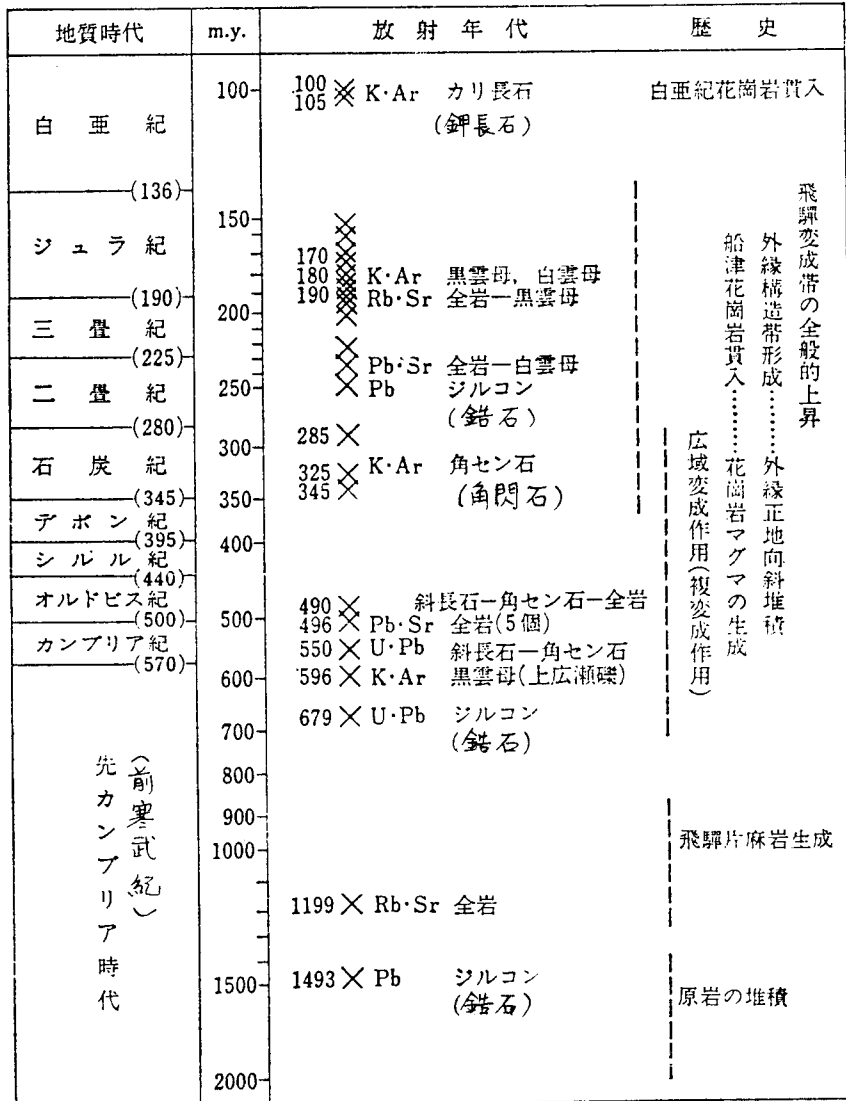 地質時代 m.y. 放射年代 歴史
100 100 K·Ar カリ長石 白亜紀花崗岩貫入
105
(鉀長石)
白亜紀
(136)
150
ジュラ紀
170
180 K·Ar 黒雲母，白雲母
(190) 190 Rb·Sr 全岩ー黒雲母
200
三畳紀
(225)
Pb·Sr 全岩ー白雲母
250 Pb ジルコン
二畳紀
(鋯石)
(280)
285
300
石炭紀
K·Ar 角セン石
325
345 (角閃石)
(345) 350
デボン紀
(395)
400
シルル紀
(440)
オルドビス紀
490 斜長石ー角セン石ー全岩
(500) 500 496 Pb·Sr 全岩(5個)
カンブリア紀
550 U·Pb 斜長石ー角セン石
(570)
600 596 K·Ar 黒雲母(上広瀬礫)
679 U·Pb ジルコン
700
(鋯石)
800
900
1000
1199 Rb·Sr 全岩
1493 Pb ジルコン
1500
(鋯石)
2000
先カンブリア時代
(前寒武紀)
飛驒変成帯の全般的上昇
外縁構造帯形成………外縁正地向斜堆積
船津花崗岩貫入………花崗岩マグマの生成
広域変成作用(複変成作用)
飛驒片麻岩生成
原岩の堆積